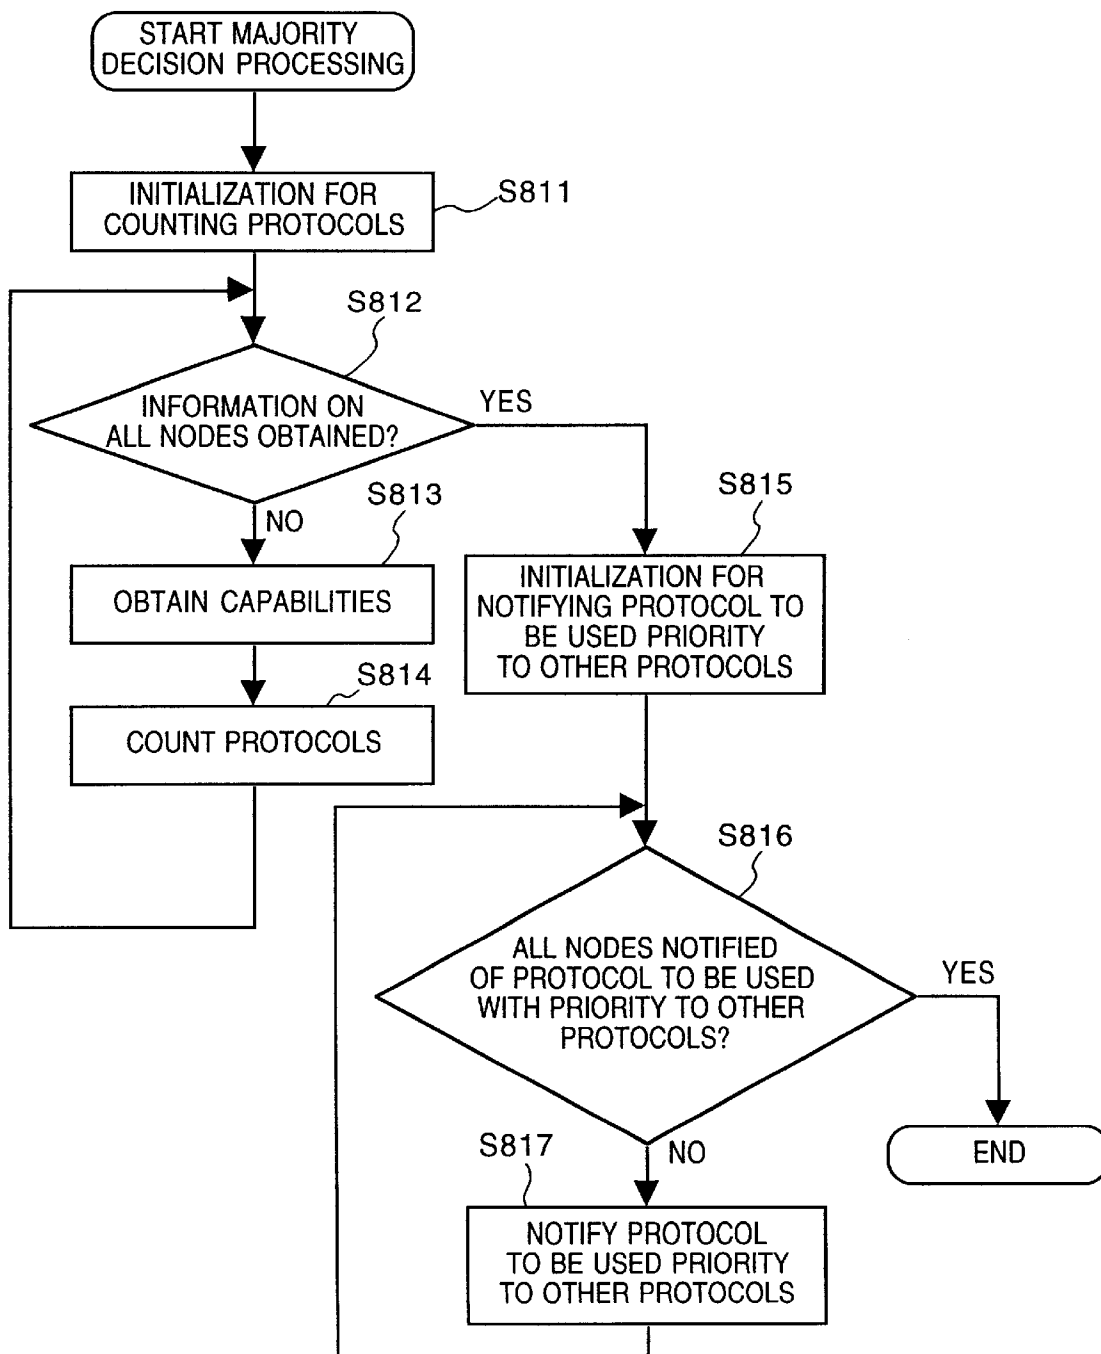 START MAJORITY
DECISION PROCESSING
INITIALIZATION FOR
COUNTING PROTOCOLS
S811
S812
INFORMATION ON
ALL NODES OBTAINED?
YES
NO
S813
OBTAIN CAPABILITIES
S814
COUNT PROTOCOLS
S815
INITIALIZATION FOR
NOTIFYING PROTOCOL TO
BE USED PRIORITY
TO OTHER PROTOCOLS
S816
ALL NODES NOTIFIED
OF PROTOCOL TO BE USED
WITH PRIORITY TO OTHER
PROTOCOLS?
YES
END
NO
S817
NOTIFY PROTOCOL
TO BE USED PRIORITY
TO OTHER PROTOCOLS